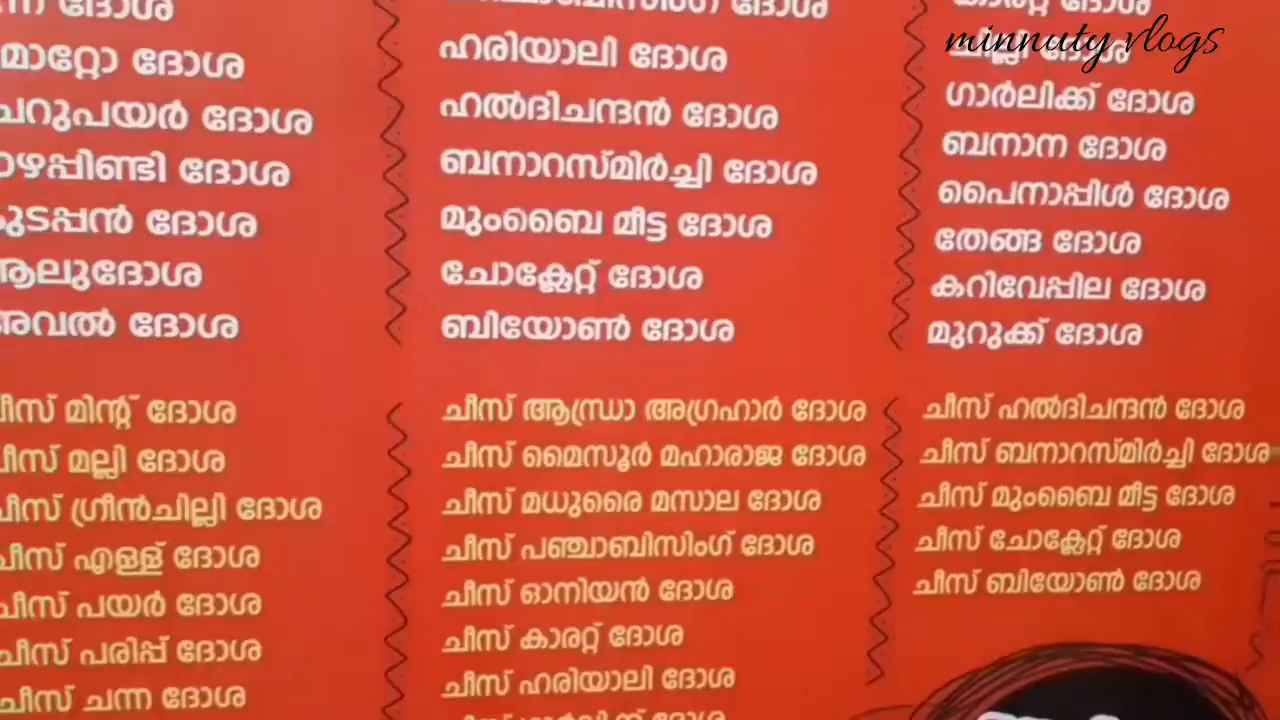 ദോശ
ദോശ
ദോശ
ചെറുപയർ ദോശ
വാഴപ്പിണ്ടി ദോശ
കുടപ്പൻ ദോശ
ആലുദോശ
അവൽ ദോശ
ചീസ് മിന്റ് ദോശ
ചീസ് മല്ലി ദോശ
ചീസ് ഗ്രീൻചില്ലി ദോശ
ചീസ് എള്ള് ദോശ
ചീസ് പയർ ദോശ
ചീസ് പരിപ്പ് ദോശ
ചീസ് ചന്ന ദോശ
ഹരിയാലി ദോശ
ഹൽദിചന്ദൻ ദോശ
ബനാറസ്മിർച്ചി ദോശ
മുംബൈ മീട്ട ദോശ
ചോക്ലേറ്റ് ദോശ
ബിയോൺ ദോശ
ചീസ് ആന്ധ്രാ അഗ്രഹാർ ദോശ
ചീസ് മൈസൂർ മഹാരാജ ദോശ
ചീസ് മധുരൈ മസാല ദോശ
ചീസ് പഞ്ചാബിസിംഗ് ദോശ
ചീസ് ഓനിയൻ ദോശ
ചീസ് കാരറ്റ് ദോശ
ചീസ് ഹരിയാലി ദോശ
minnuty vlogs
കാരറ്റ് ദോശ
ചില്ലി ദോശ
ഗാർലിക്ക് ദോശ
ബനാന ദോശ
പൈനാപ്പിൾ ദോശ
തേങ്ങ ദോശ
കറിവേപ്പില ദോശ
മുറുക്ക് ദോശ
ചീസ് ഹൽദിചന്ദൻ ദോശ
ചീസ് ബനാറസ്മിർച്ചി ദോശ
ചീസ് മുംബൈ മീട്ട ദോശ
ചീസ് ചോക്ലേറ്റ് ദോശ
ചീസ് ബിയോൺ ദോശ